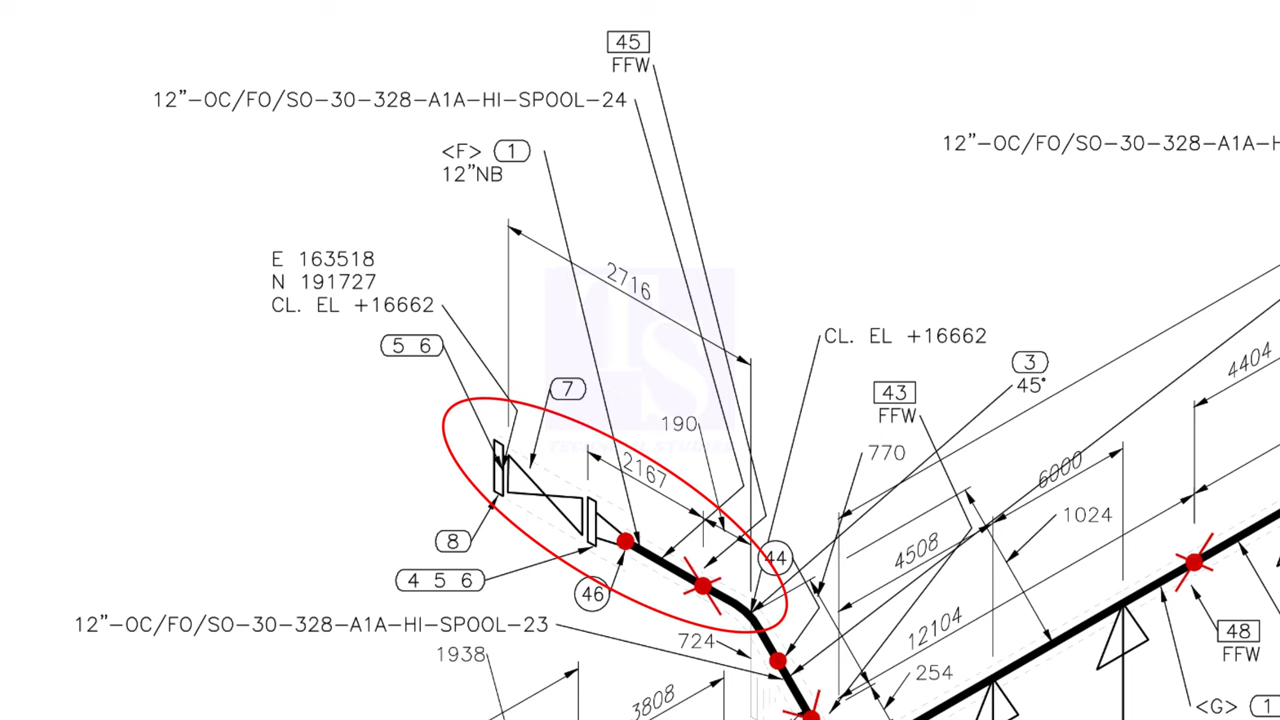 45
FFW
12”-OC/FO/SO-30-328-A1A-HI-SPOOL-24
<F> 1
12”NB
12”-OC/FO/SO-30-328-A1A-H
E 163518
N 191727
CL. EL +16662
2716
5 6
7
CL. EL +16662
3
45°
43
FFW
4404
190
2167
770
6000
1024
4508
8
4 5 6
46
44
12”-OC/FO/SO-30-328-A1A-HI-SPOOL-23
1938
724
12104
254
3808
48
FFW
<G> 1
TS